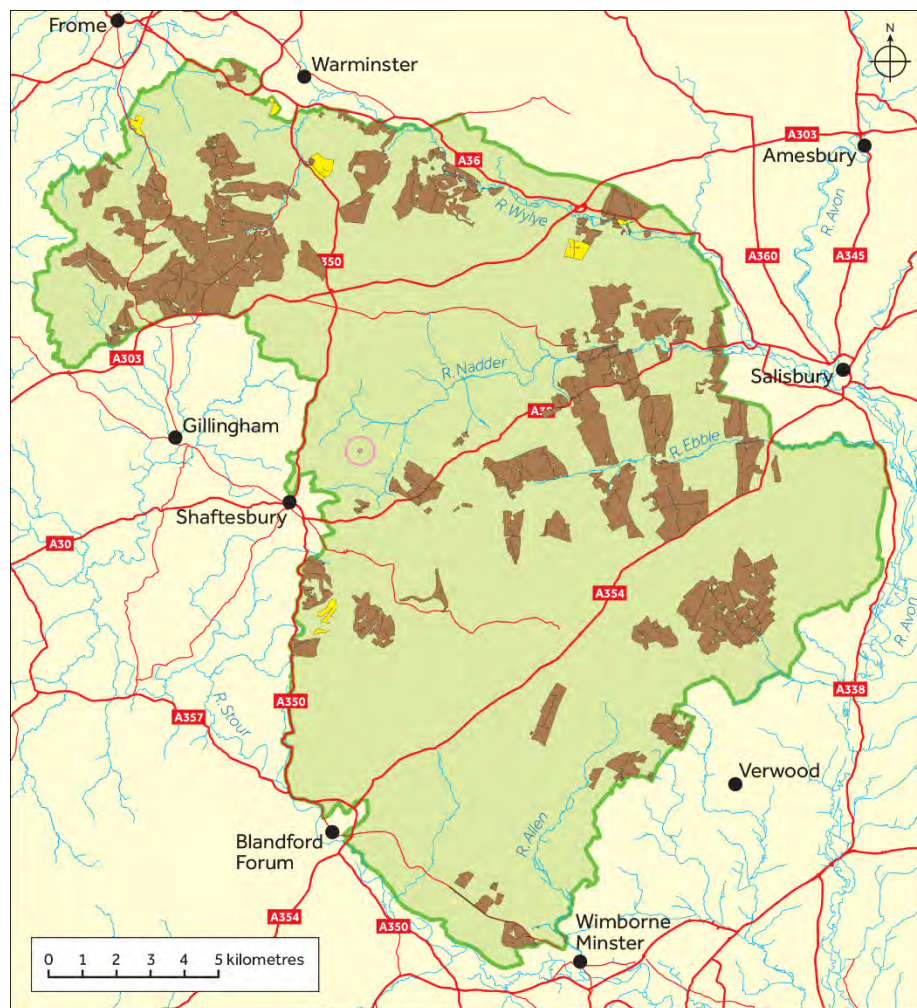 Frome
Warminster
N
A303
Amesbury
A36
R. Wylye
R. Avon
A360
A345
350
A303
R. Nadder
Salisbury
Gillingham
R. Ebble
Shaftesbury
A30
A354
R. Avon
A350
A338
A357
R. Stour
Verwood
R. Allen
Blandford
Forum
A354
A350
Wimborne
Minster
0 1 2 3 4 5 kilometres